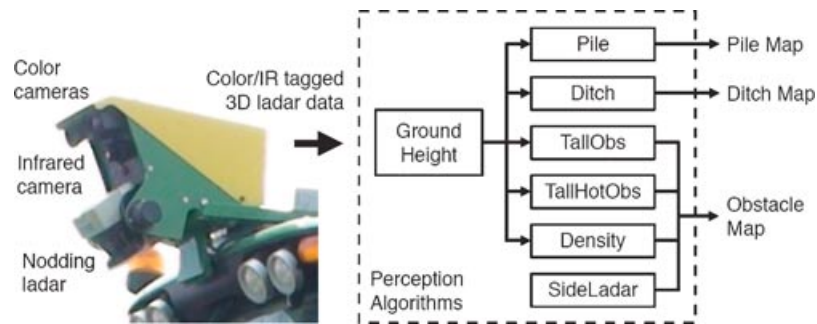 Color
cameras
Infrared
camera
Nodding
ladar
Color/IR tagged
3D ladar data
Ground
Height
Pile
Ditch
TallObs
TallHotObs
Density
SideLadar
Perception
Algorithms
Pile Map
Ditch Map
Obstacle
Map